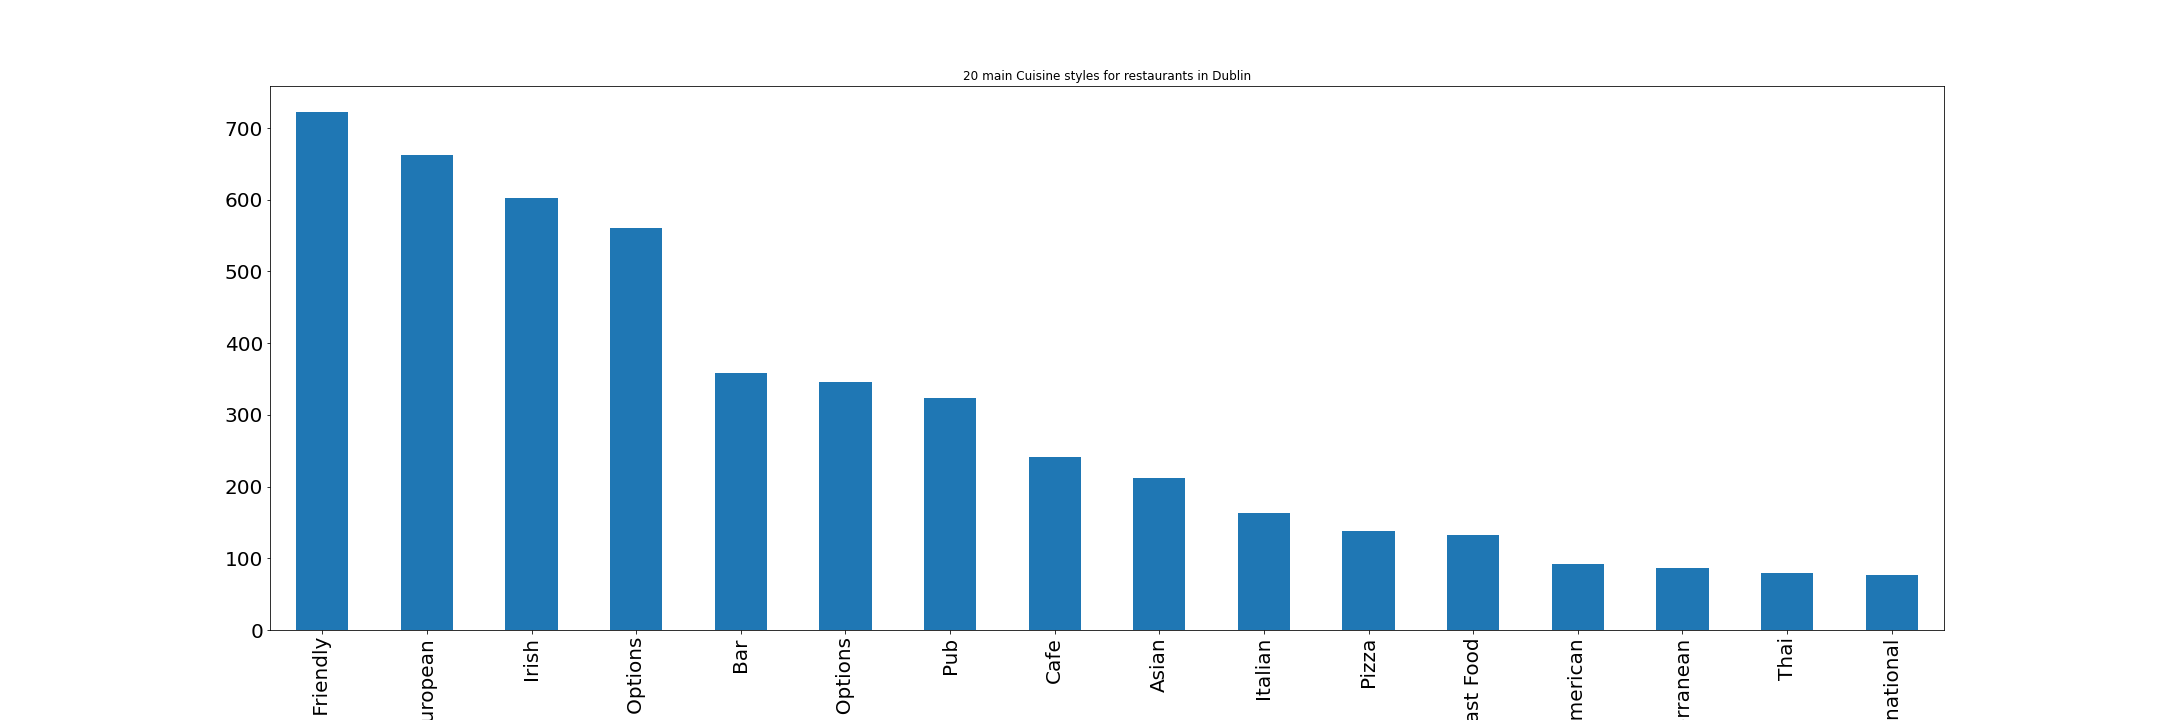 20 main Cuisine styles for restaurants in Dublin
700
600
500
400
300
200
100
0
Friendly
uropean
Irish
Options
Bar
Options
Pub
Cafe
Asian
Italian
Pizza
ast Food
merican
rranean
Thai
national